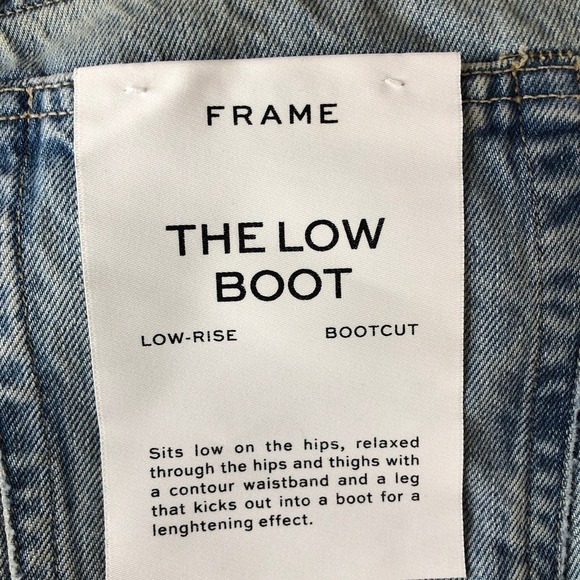 FRAME
THE LOW
BOOT
LOW-RISE BOOTCUT
Sits low on the hips, relaxed
through the hips and thighs with
a contour waistband and a leg
that kicks out into a boot for a
lenghtening effect.